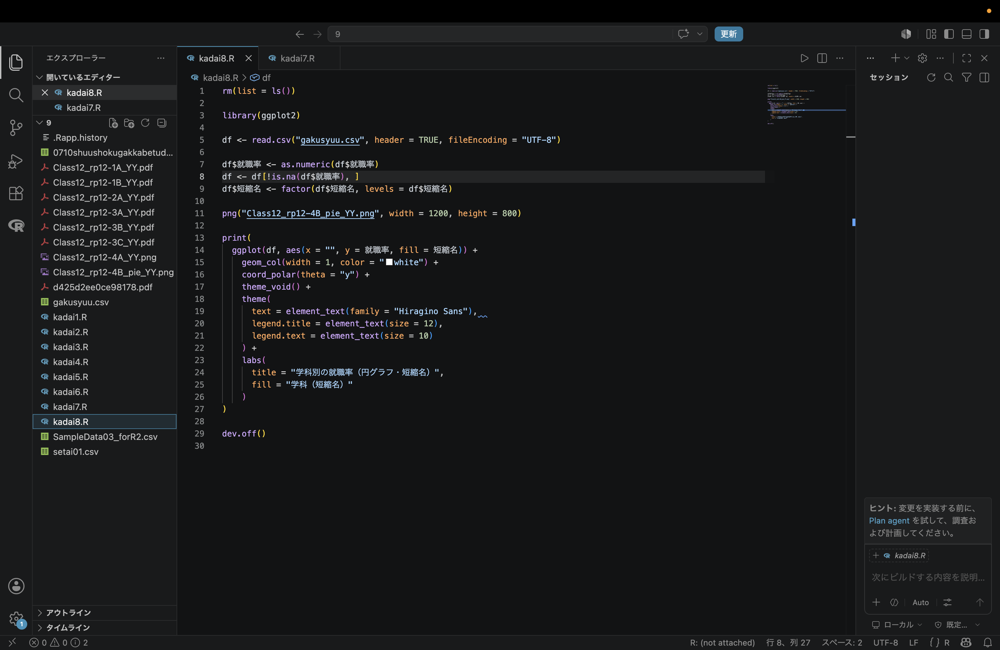 9
更新
エクスプローラー
開いているエディター
kadai8.R
kadai7.R
9
.Rapp.history
0710shuushokugakkabetud...
Class12_rp12-1A_YY.pdf
Class12_rp12-1B_YY.pdf
Class12_rp12-2A_YY.pdf
Class12_rp12-3A_YY.pdf
Class12_rp12-3B_YY.pdf
Class12_rp12-3C_YY.pdf
Class12_rp12-4A_YY.png
Class12_rp12-4B_pie_YY.png
d425d2ee0ce98178.pdf
gakusyuu.csv
kadai1.R
kadai2.R
kadai3.R
kadai4.R
kadai5.R
kadai6.R
kadai7.R
kadai8.R
SampleData03_forR2.csv
setai01.csv
アウトライン
タイムライン
1
kadai8.R
kadai7.R
kadai8.R > df
1 rm(list = ls())
2
3 library(ggplot2)
4
5 df <- read.csv("gakusyuu.csv", header = TRUE, fileEncoding = "UTF-8")
6
7 df$就職率 <- as.numeric(df$就職率)
8 df <- df[!is.na(df$就職率), ]
9 df$短縮名 <- factor(df$短縮名, levels = df$短縮名)
10
11 png("Class12_rp12-4B_pie_YY.png", width = 1200, height = 800)
12
13 print(
14 ggplot(df, aes(x = "", y = 就職率, fill = 短縮名)) +
15 geom_col(width = 1, color = "white") +
16 coord_polar(theta = "y") +
17 theme_void() +
18 theme(
19 text = element_text(family = "Hiragino Sans"),
20 legend.title = element_text(size = 12),
21 legend.text = element_text(size = 10)
22 ) +
23 labs(
24 title = "学科別の就職率（円グラフ・短縮名）",
25 fill = "学科（短縮名）"
26 )
27 )
28
29 dev.off()
30
セッション
ヒント: 変更を実装する前に、
Plan agent を試して、調査お
よび計画してください。
kadai8.R
次にビルドする内容を説明...
Auto
ローカル 既定...
0 0 2
R: (not attached) 行 8、列 27 スペース: 2 UTF-8 LF {} R